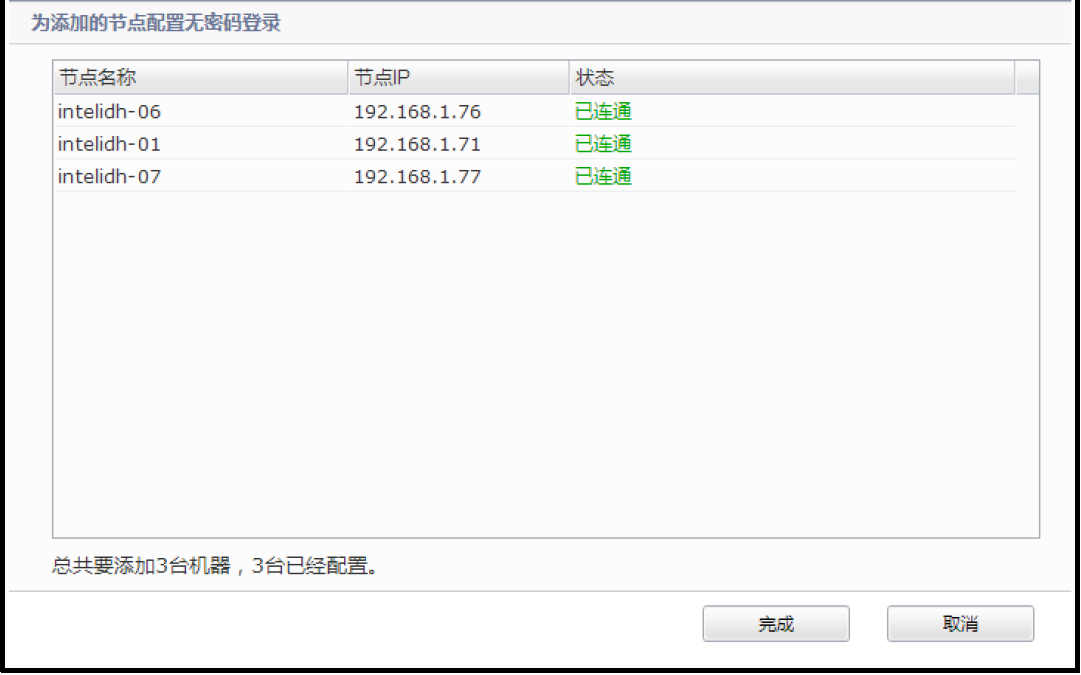 为添加的节点配置无密码登录
节点名称 节点IP 状态
intelidh-06 192.168.1.76 已连通
intelidh-01 192.168.1.71 已连通
intelidh-07 192.168.1.77 已连通
总共要添加3台机器，3台已经配置。
完成 取消